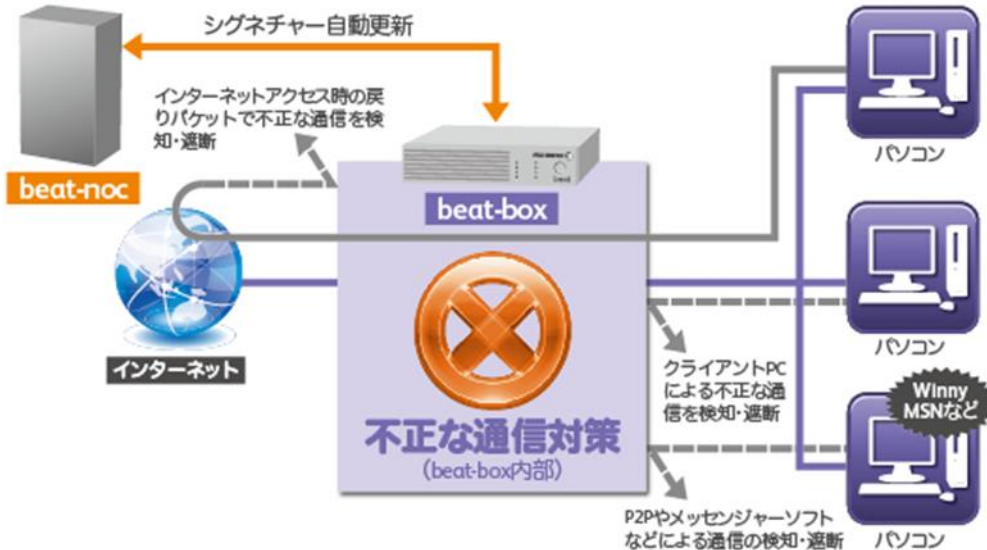 シグネチャー自動更新
インターネットアクセス時の戻
りパケットで不正な通信を検
知・遮断
beat-noc
beat-box
パソコン
インターネット
パソコン
クライアントPC
による不正な通
信を検知・遮断
Winny
MSNなど
不正な通信対策
(beat-box内部)
P2Pやメッセンジャーソフト
などによる通信の検知・遮断
パソコン